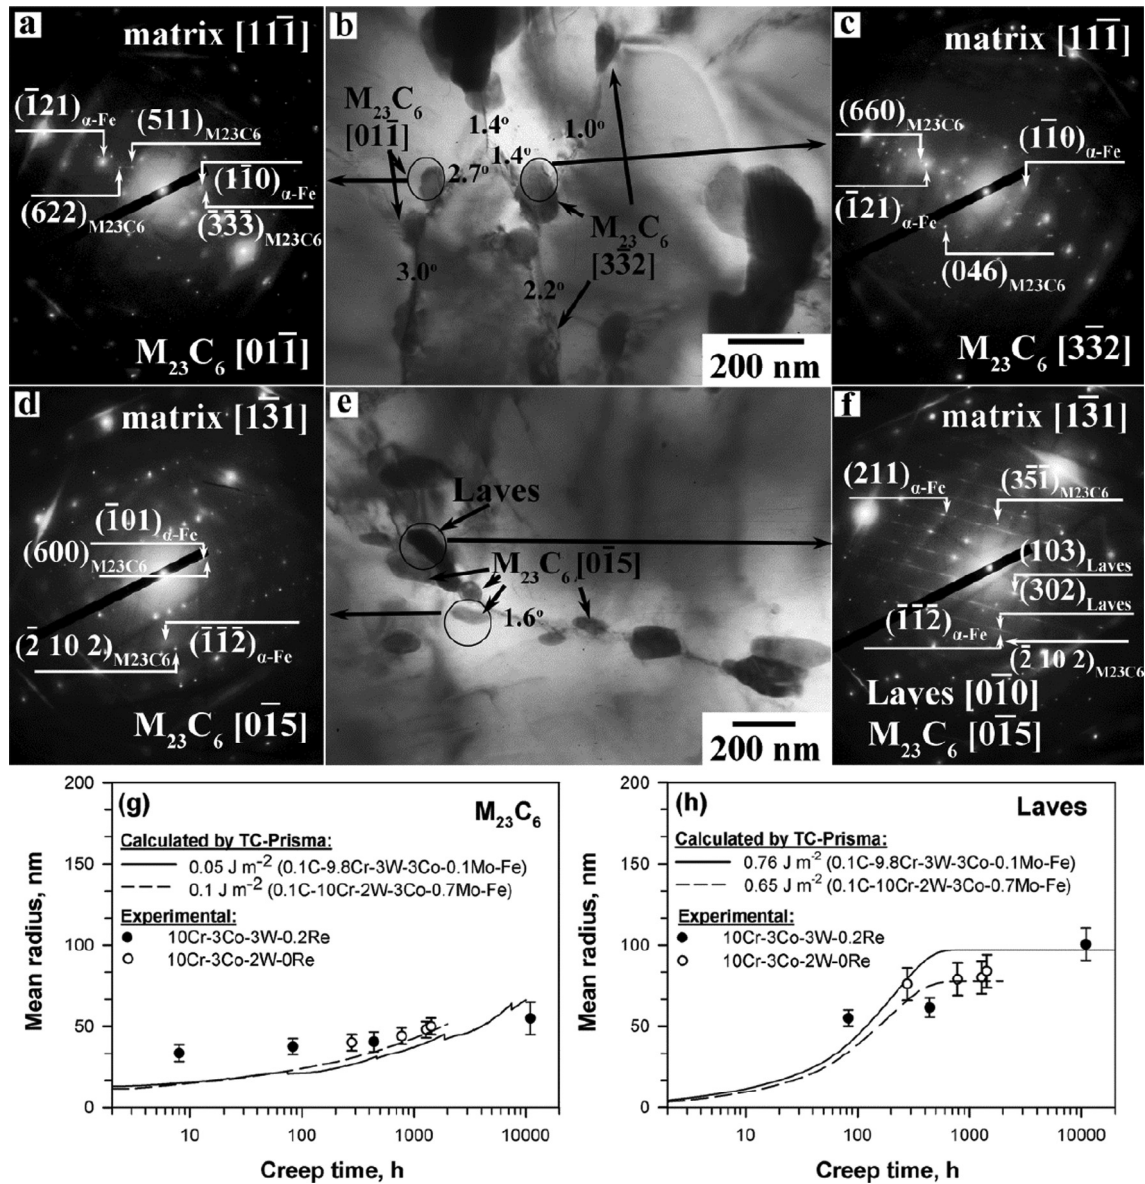 a
matrix [111̅]
(1̅21)α-Fe
(5̅11)M23C6
(6̅22)M23C6
(11̅0)α-Fe
(3̅3̅3̅)M23C6
M23C6 [011̅]
b
M23C6
[011̅]
1.4°
1.4°
1.0°
2.7°
M23C6
[33̅2]
3.0°
2.2°
200 nm
c
matrix [111̅]
(660)M23C6
(11̅0)α-Fe
(1̅21)α-Fe
(046)M23C6
M23C6 [33̅2]
d
matrix [13̅1]
(1̅01)α-Fe
(600)M23C6
(2̅ 10 2)M23C6
(1̅1̅2̅)α-Fe
M23C6 [01̅5]
e
Laves
M23C6 [01̅5]
1.6°
200 nm
f
matrix [13̅1]
(211)α-Fe
(35̅1̅)M23C6
(103)Laves
(302)Laves
(1̅1̅2̅)α-Fe
(2̅ 10 2)M23C6
Laves [01̅0]
M23C6 [01̅5]
(g)
M23C6
Calculated by TC-Prisma:
0.05 J m⁻² (0.1C-9.8Cr-3W-3Co-0.1Mo-Fe)
0.1 J m⁻² (0.1C-10Cr-2W-3Co-0.7Mo-Fe)
Experimental:
10Cr-3Co-3W-0.2Re
10Cr-3Co-2W-0Re
Mean radius, nm
200
150
100
50
0
10
100
1000
10000
Creep time, h
(h)
Laves
Calculated by TC-Prisma:
0.76 J m⁻² (0.1C-9.8Cr-3W-3Co-0.1Mo-Fe)
0.65 J m⁻² (0.1C-10Cr-2W-3Co-0.7Mo-Fe)
Experimental:
10Cr-3Co-3W-0.2Re
10Cr-3Co-2W-0Re
Mean radius, nm
200
150
100
50
0
10
100
1000
10000
Creep time, h